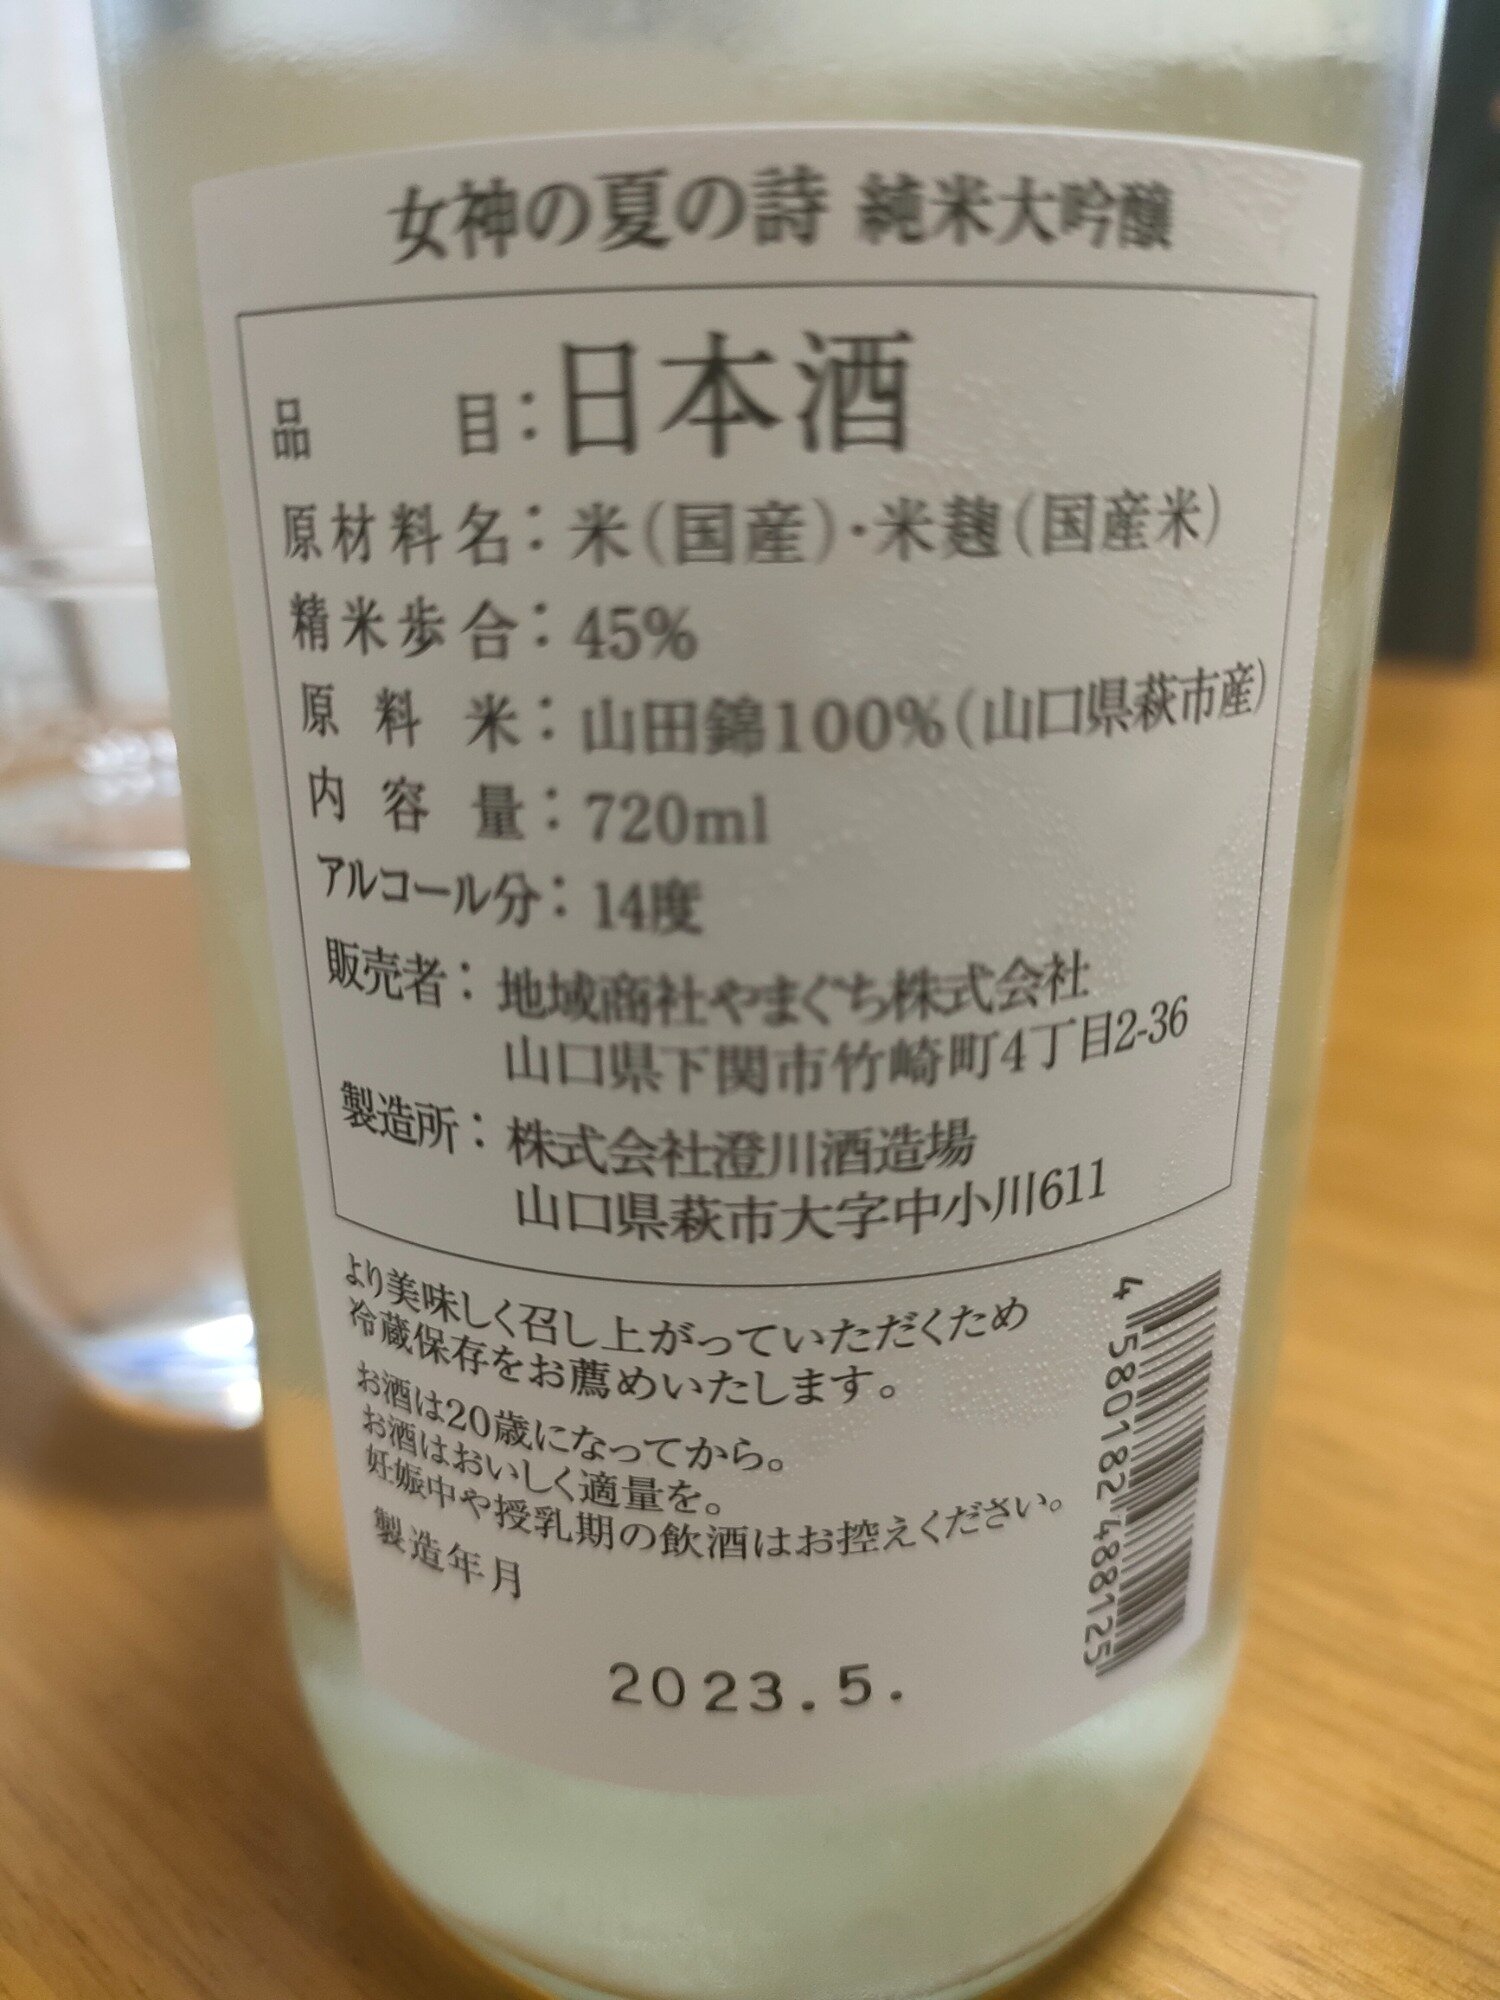 女神の夏の詩 純米大吟醸
品目：日本酒
原材料名：米（国産）・米麹（国産米）
精米歩合：45%
原料米：山田錦100%（山口県萩市産）
内容量：720ml
アルコール分：14度
販売者：地域商社やまぐち株式会社
山口県下関市竹崎町4丁目2-36
製造所：株式会社澄川酒造場
山口県萩市大字中小川611
より美味しく召し上がっていただくため
冷蔵保存をお薦めいたします。
お酒は20歳になってから。
お酒はおいしく適量を。
妊娠中や授乳期の飲酒はお控えください。
製造年月
2023.5.
4 580182 488125